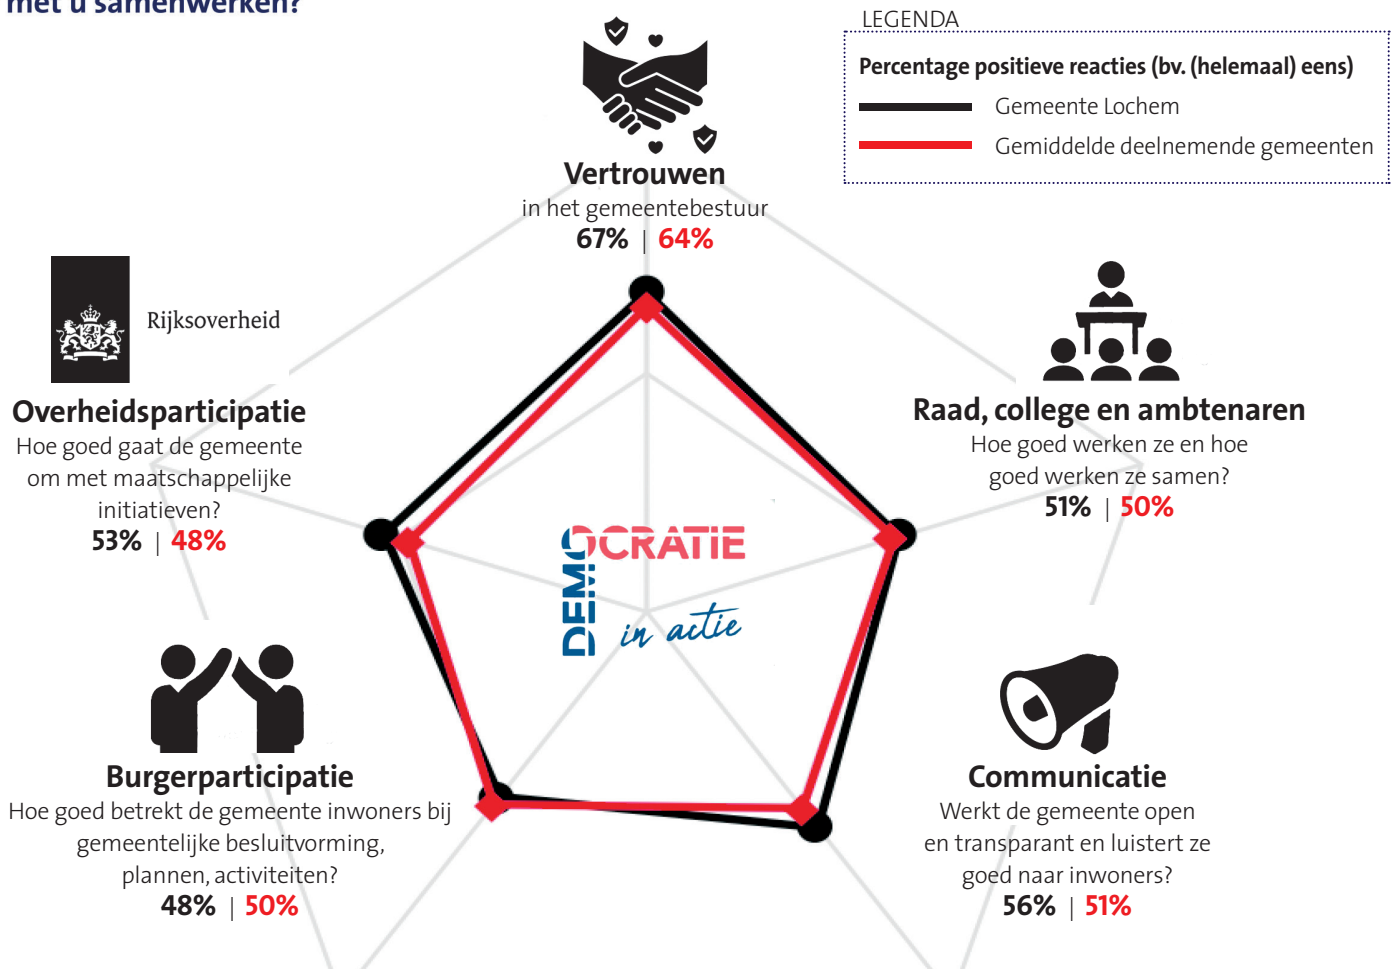 met u samenwerken?
LEGENDA
Percentage positieve reacties (bv. (helemaal) eens)
Gemeente Lochem
Gemiddelde deelnemende gemeenten
Vertrouwen
in het gemeentebestuur
67% | 64%
Rijksoverheid
Overheidsparticipatie
Hoe goed gaat de gemeente
om met maatschappelijke
initiatieven?
53% | 48%
Raad, college en ambtenaren
Hoe goed werken ze en hoe
goed werken ze samen?
51% | 50%
DEMOCRATIE
in actie
Burgerparticipatie
Hoe goed betrekt de gemeente inwoners bij
gemeentelijke besluitvorming,
plannen, activiteiten?
48% | 50%
Communicatie
Werkt de gemeente open
en transparant en luistert ze
goed naar inwoners?
56% | 51%